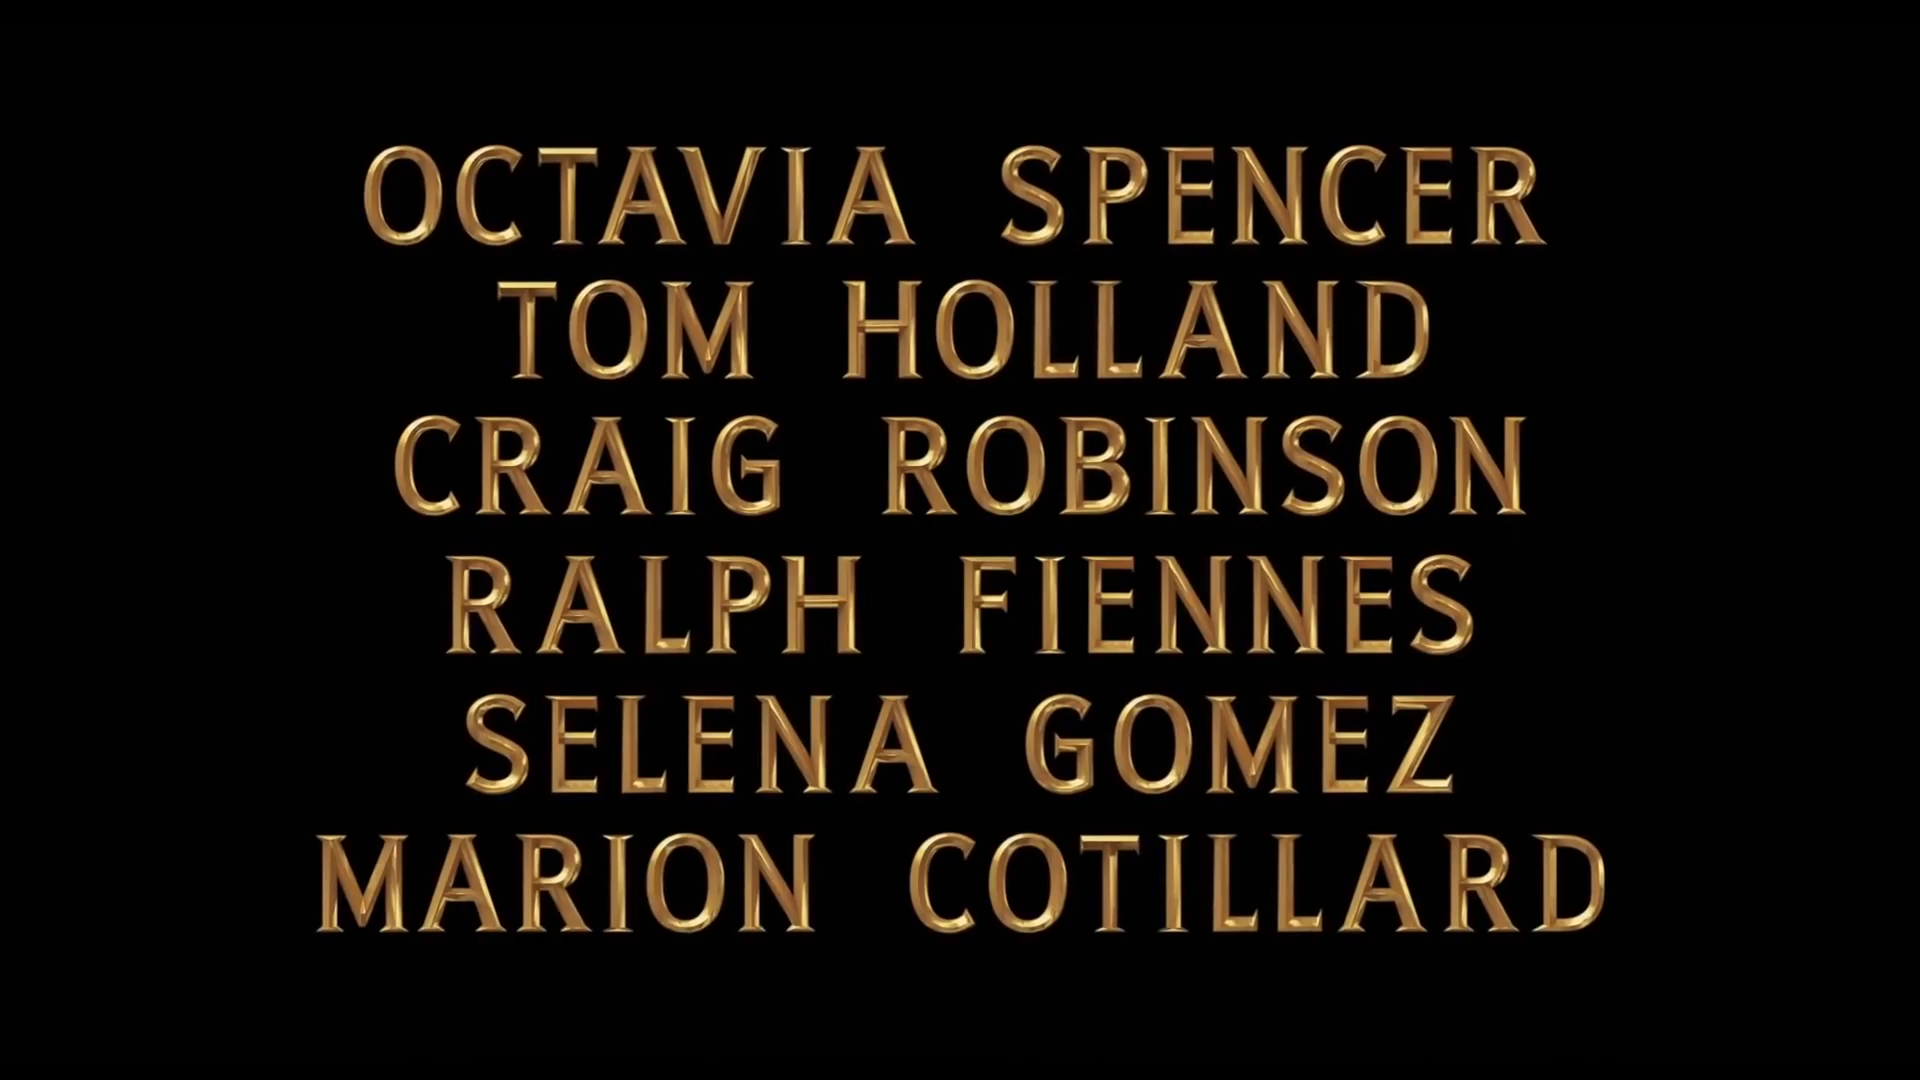 OCTAVIA SPENCER
TOM HOLLAND
CRAIG ROBINSON
RALPH FIENNES
SELENA GOMEZ
MARION COTILLARD